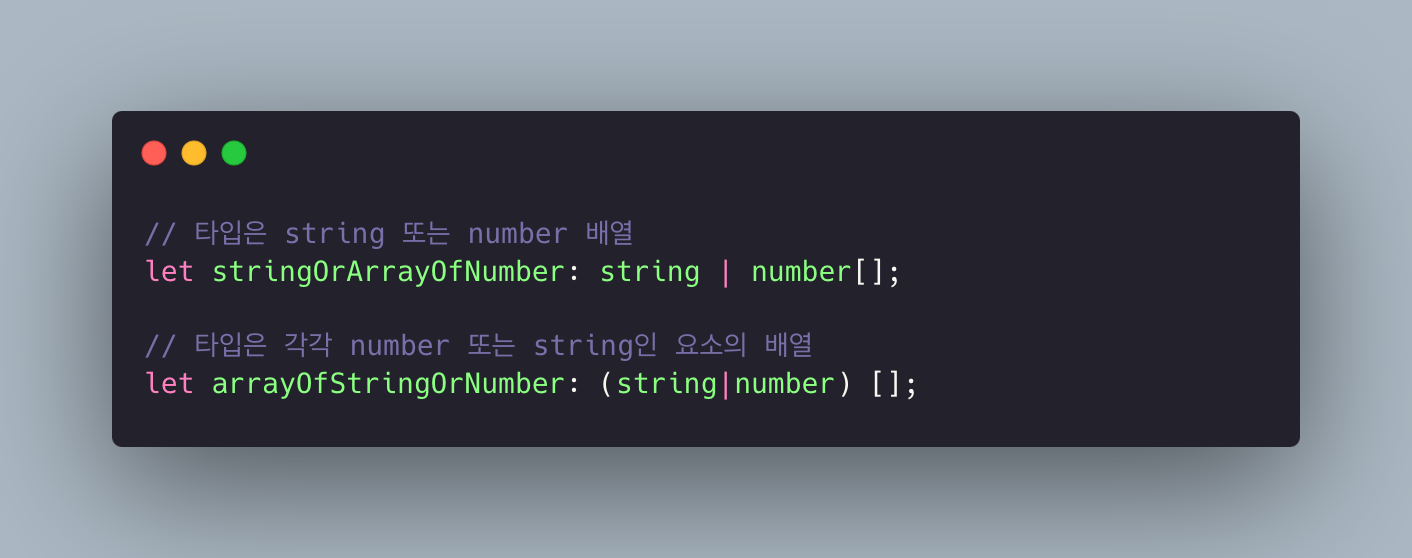 // 타입은 string 또는 number 배열
let stringOrArrayOfNumber: string | number[];
// 타입은 각각 number 또는 string인 요소의 배열
let arrayOfStringOrNumber: (string|number) [];